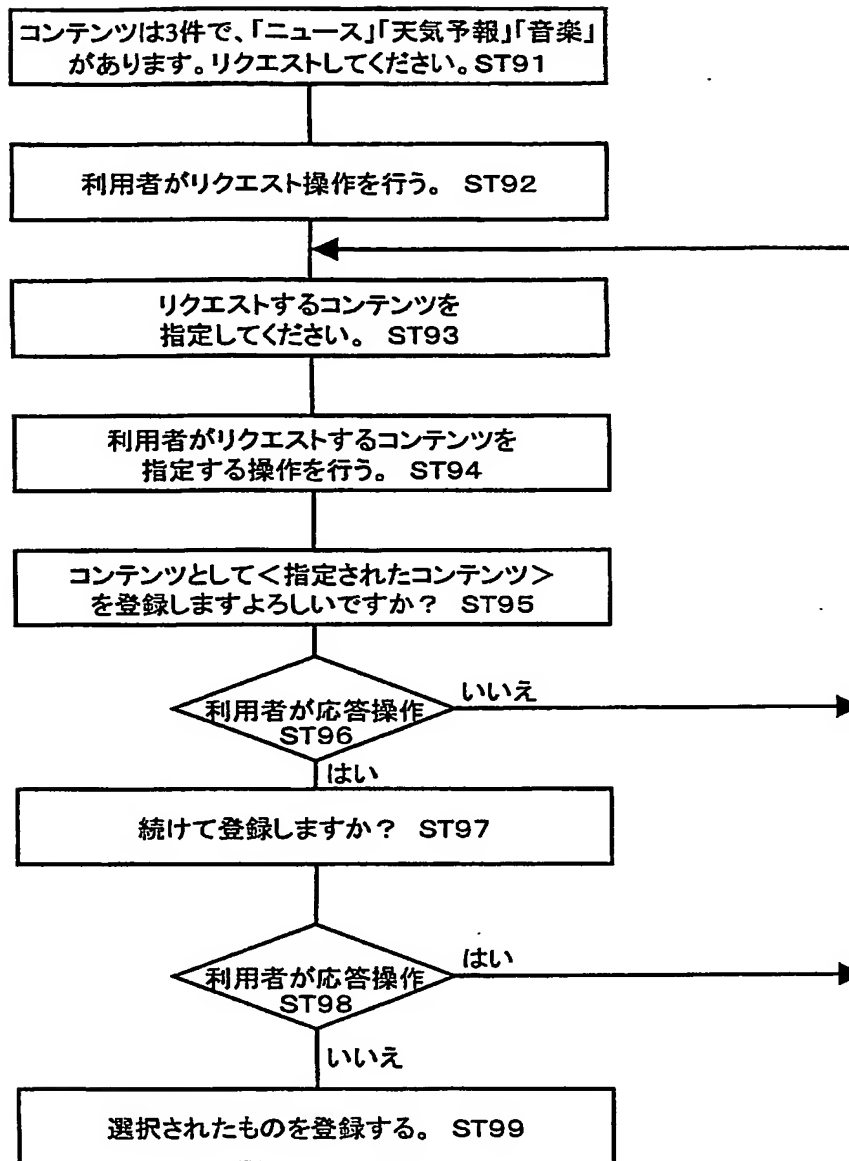 コンテンツは3件で、「ニュース」「天気予報」「音楽」
があります。リクエストしてください。ST91
利用者がリクエスト操作を行う。 ST92
リクエストするコンテンツを
指定してください。 ST93
利用者がリクエストするコンテンツを
指定する操作を行う。 ST94
コンテンツとして<指定されたコンテンツ>
を登録しますよろしいですか? ST95
いいえ
利用者が応答操作
ST96
はい
続けて登録しますか? ST97
はい
利用者が応答操作
ST98
いいえ
選択されたものを登録する。 ST99